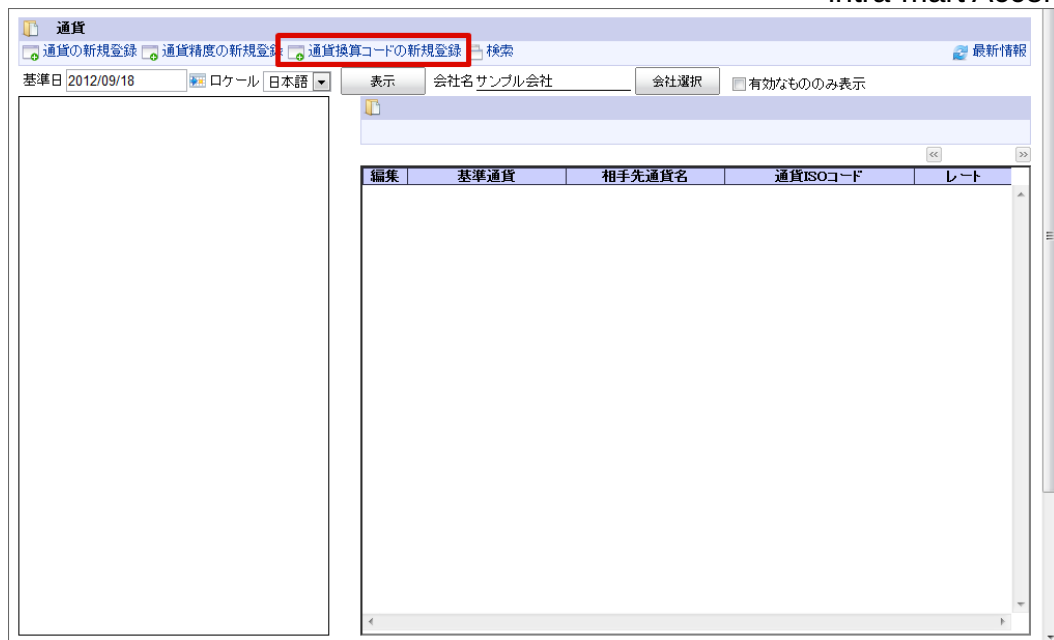 通貨
通貨の新規登録 通貨精度の新規登録 通貨換算コードの新規登録 検索 最新情報
基準日 2012/09/18 ロケール 日本語 表示 会社名 サンプル会社 会社選択 有効なもののみ表示
<< >>
編集 基準通貨 相手先通貨名 通貨ISOコード レート